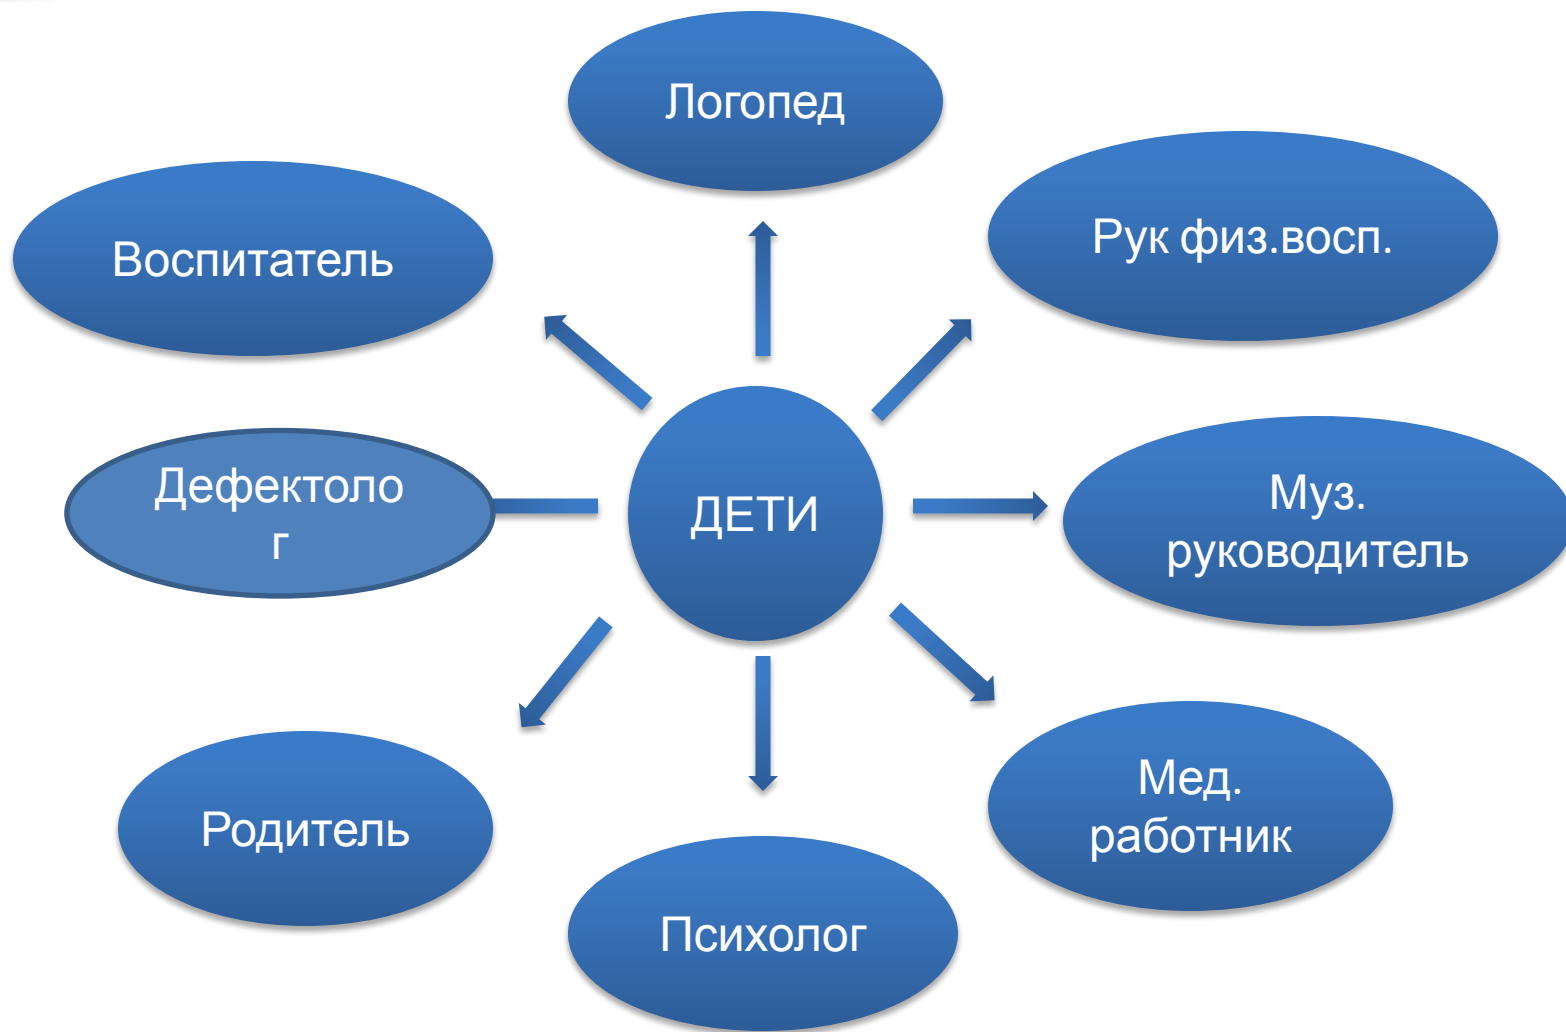 Логопед
Рук физ.восп.
Воспитатель
Дефектоло
г
ДЕТИ
Муз.
руководитель
Мед.
работник
Родитель
Психолог